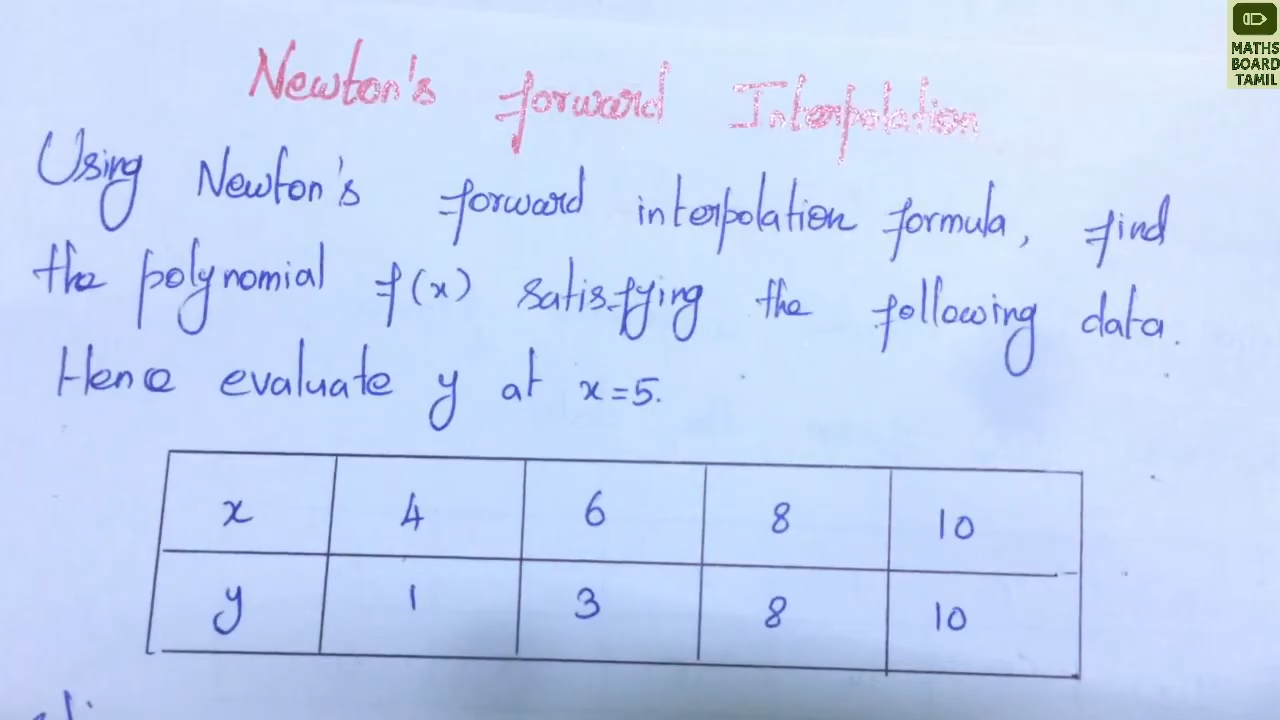 MATHS
BOARD
TAMIL
Newton's forward Interpolation
Using Newton's forward interpolation formula, find
the polynomial f(x) satisfying the following data.
Hence evaluate y at x=5.
x 4 6 8 10
y 1 3 8 10